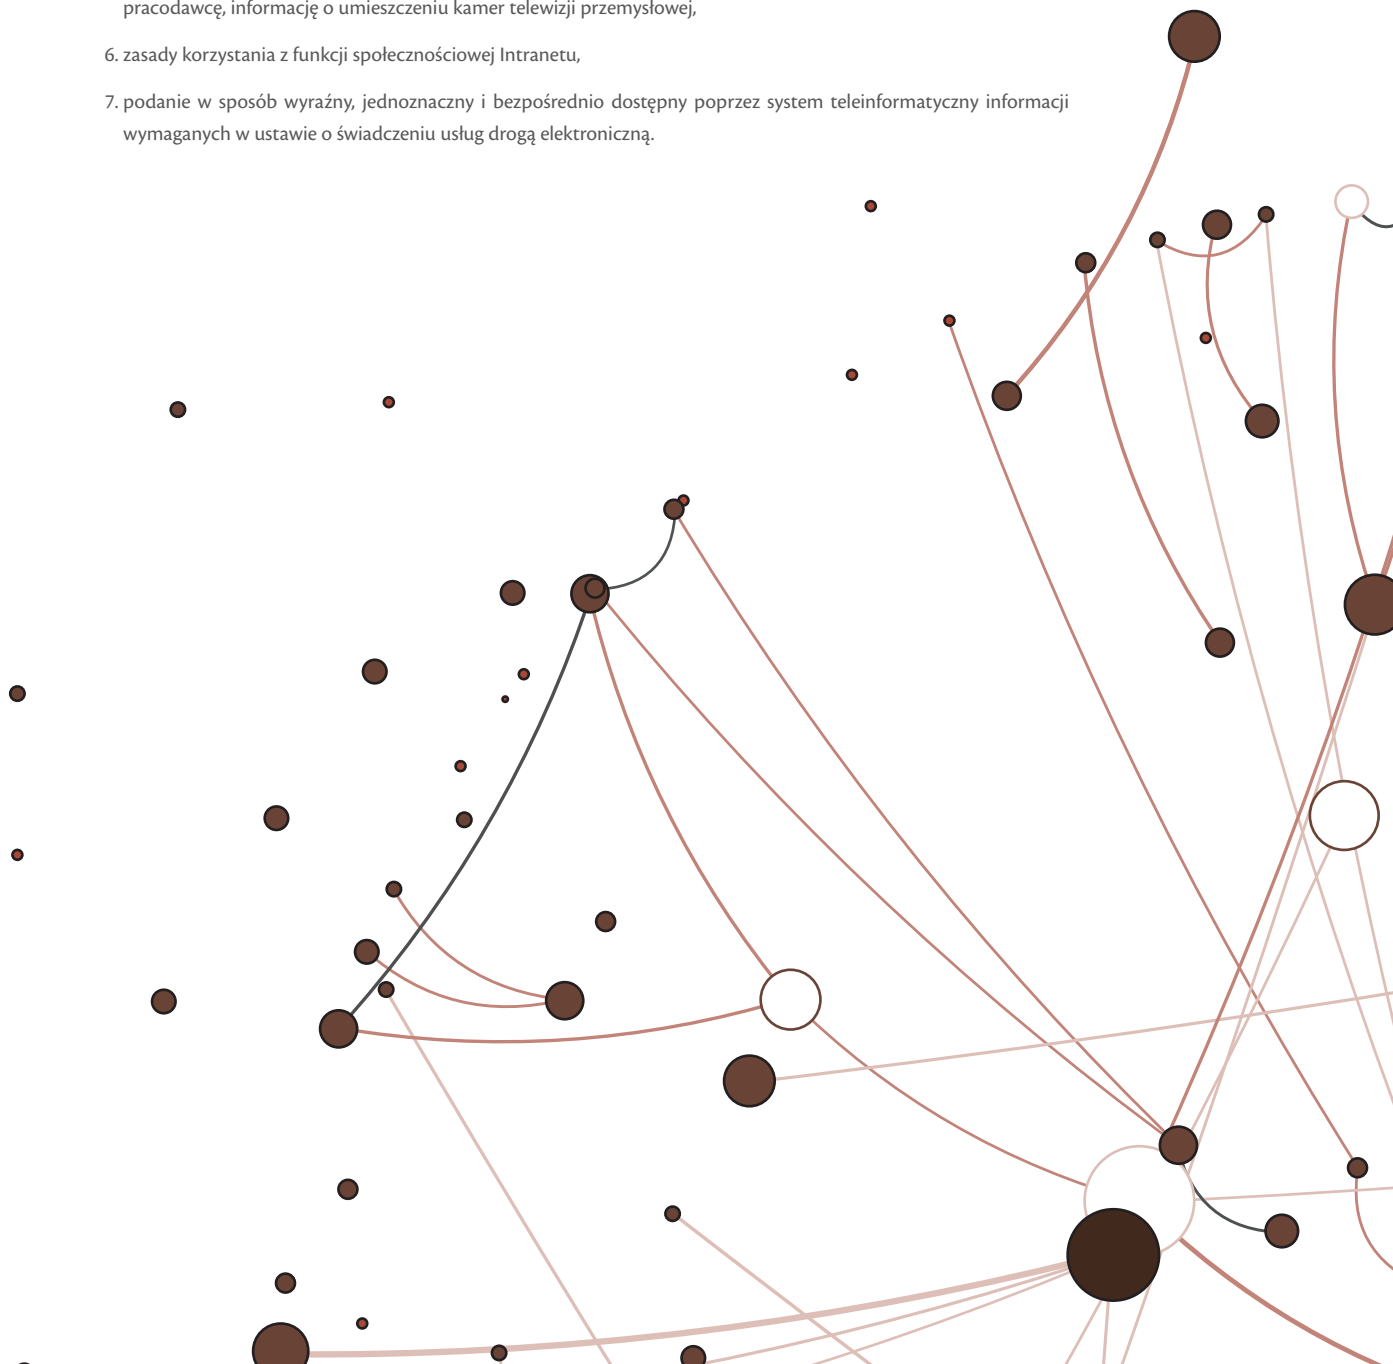 pracodawcę, informację o umieszczeniu kamer telewizji przemysłowej,
6. zasady korzystania z funkcji społecznościowej Intranetu,
7. podanie w sposób wyraźny, jednoznaczny i bezpośrednio dostępny poprzez system teleinformatyczny informacji
wymaganych w ustawie o świadczeniu usług drogą elektroniczną.